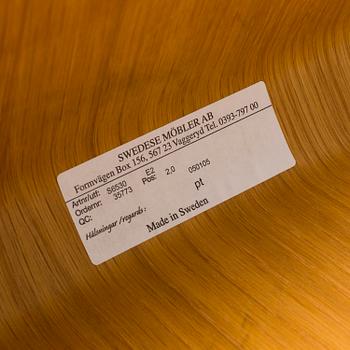 SWEDESE MÖBLER AB
Formvägen Box 156, 567 23 Vaggeryd Tel. 0393-797 00
Artnr/utf: S6530 E2 050105
Ordernr: 35773 Pos: 2,0
QC: pt
Hälsningar/regards:
Made in Sweden